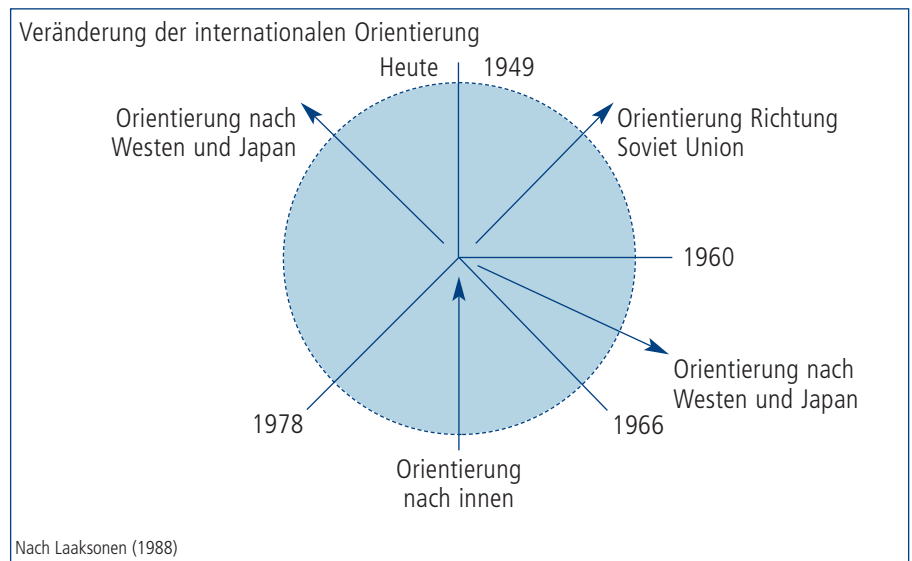 Veränderung der internationalen Orientierung
Heute
1949
Orientierung nach
Westen und Japan
Orientierung Richtung
Soviet Union
1960
Orientierung nach
Westen und Japan
1966
1978
Orientierung
nach innen
Nach Laaksonen (1988)